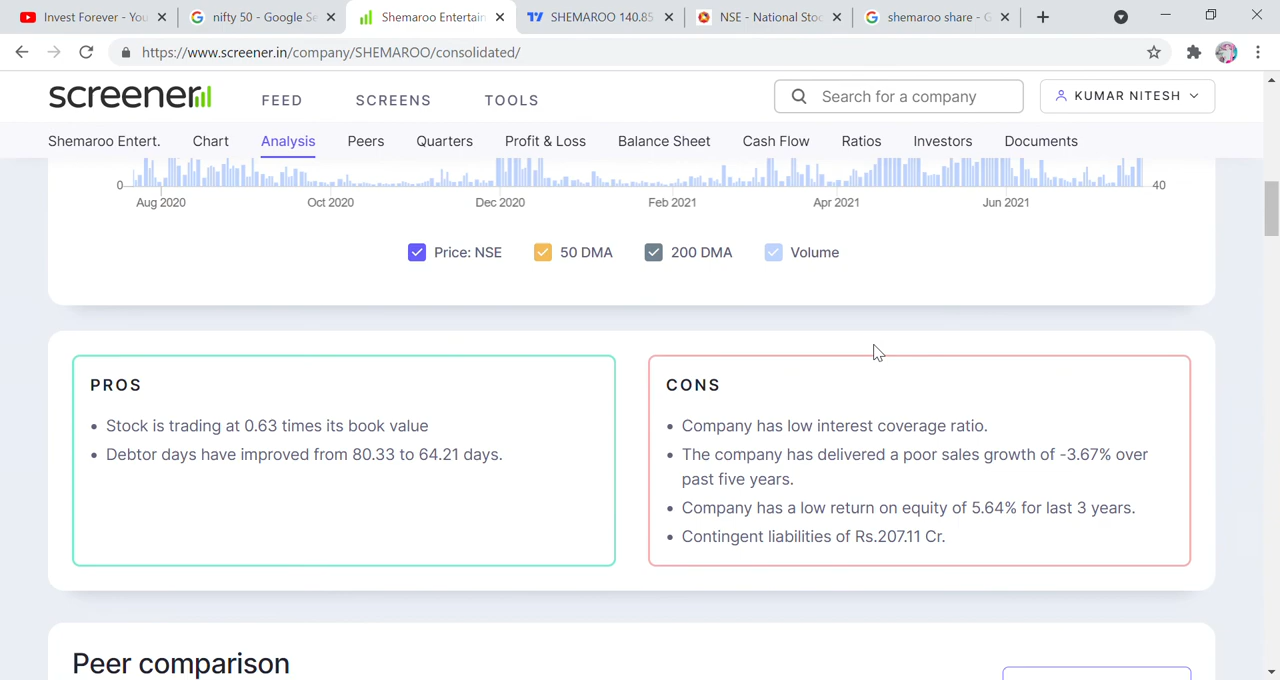 Invest Forever - You
nifty 50 - Google Se
Shemaroo Entertain
SHEMAROO 140.85
NSE - National Stoc
shemaroo share - G
https://www.screener.in/company/SHEMAROO/consolidated/
screener
FEED
SCREENS
TOOLS
Search for a company
KUMAR NITESH
Shemaroo Entert.
Chart
Analysis
Peers
Quarters
Profit & Loss
Balance Sheet
Cash Flow
Ratios
Investors
Documents
0
40
Aug 2020
Oct 2020
Dec 2020
Feb 2021
Apr 2021
Jun 2021
Price: NSE
50 DMA
200 DMA
Volume
PROS
• Stock is trading at 0.63 times its book value
• Debtor days have improved from 80.33 to 64.21 days.
CONS
• Company has low interest coverage ratio.
• The company has delivered a poor sales growth of -3.67% over
past five years.
• Company has a low return on equity of 5.64% for last 3 years.
• Contingent liabilities of Rs.207.11 Cr.
Peer comparison